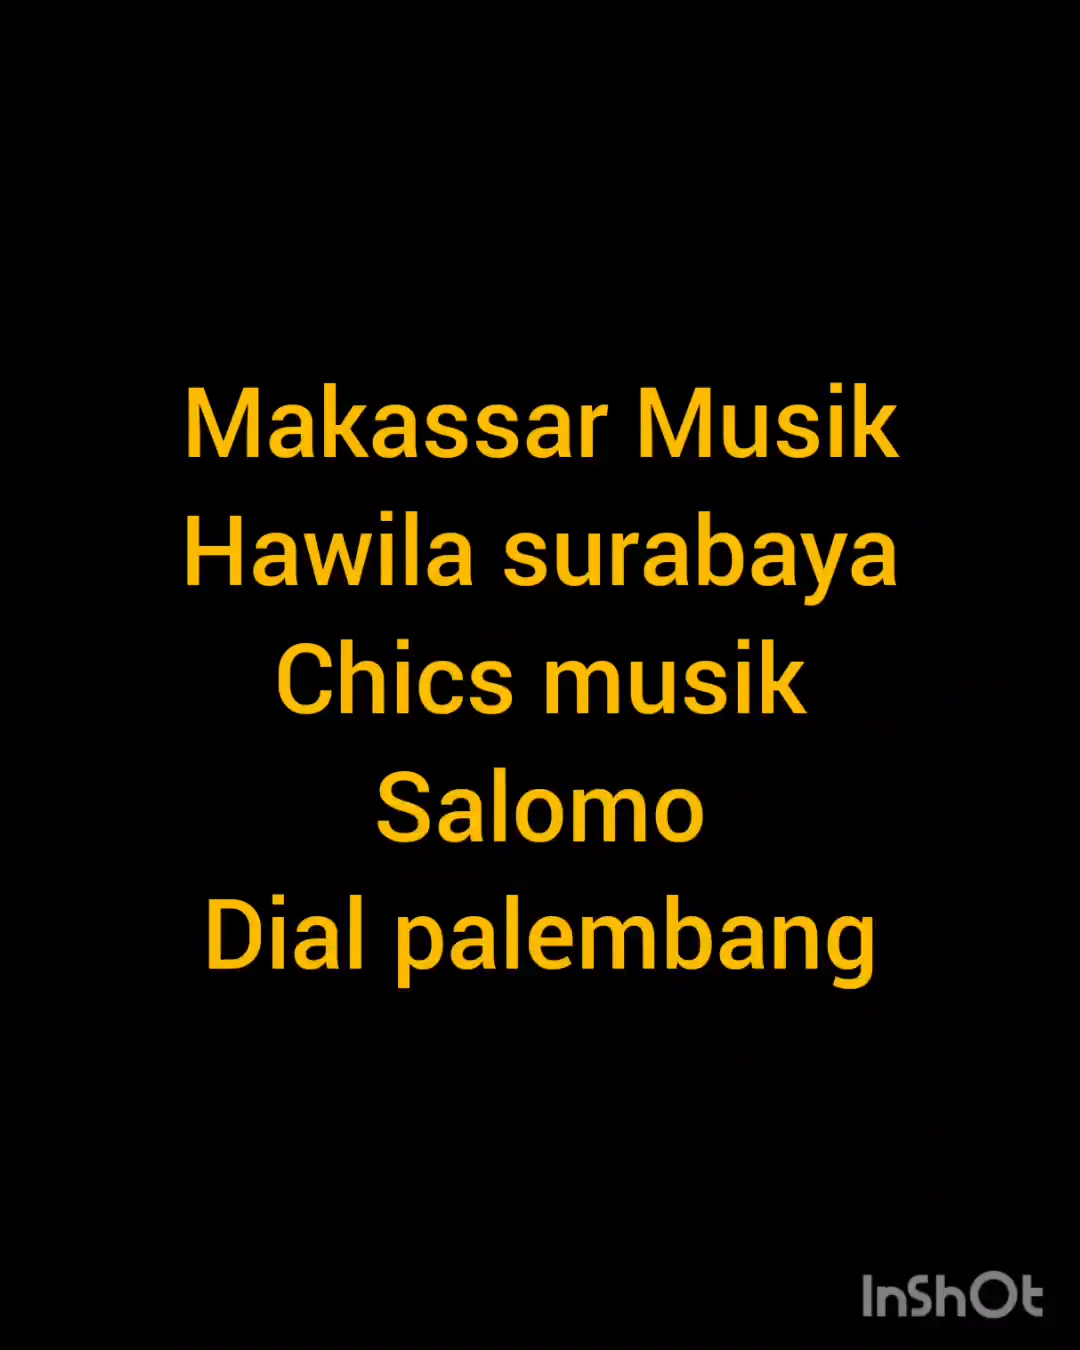 Makassar Musik
Hawila surabaya
Chics musik
Salomo
Dial palembang
InShOt